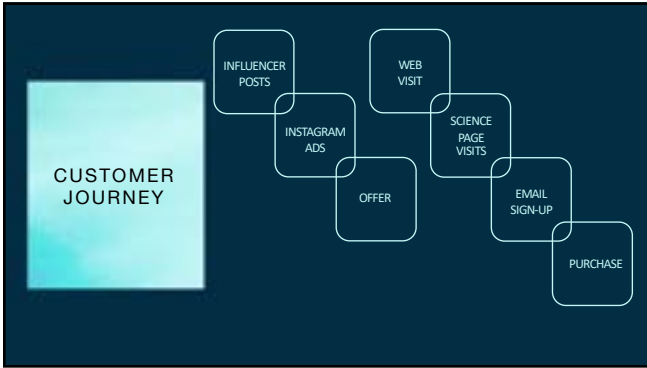 CUSTOMER
JOURNEY
INFLUENCER
POSTS
INSTAGRAM
ADS
OFFER
WEB
VISIT
SCIENCE
PAGE
VISITS
EMAIL
SIGN-UP
PURCHASE